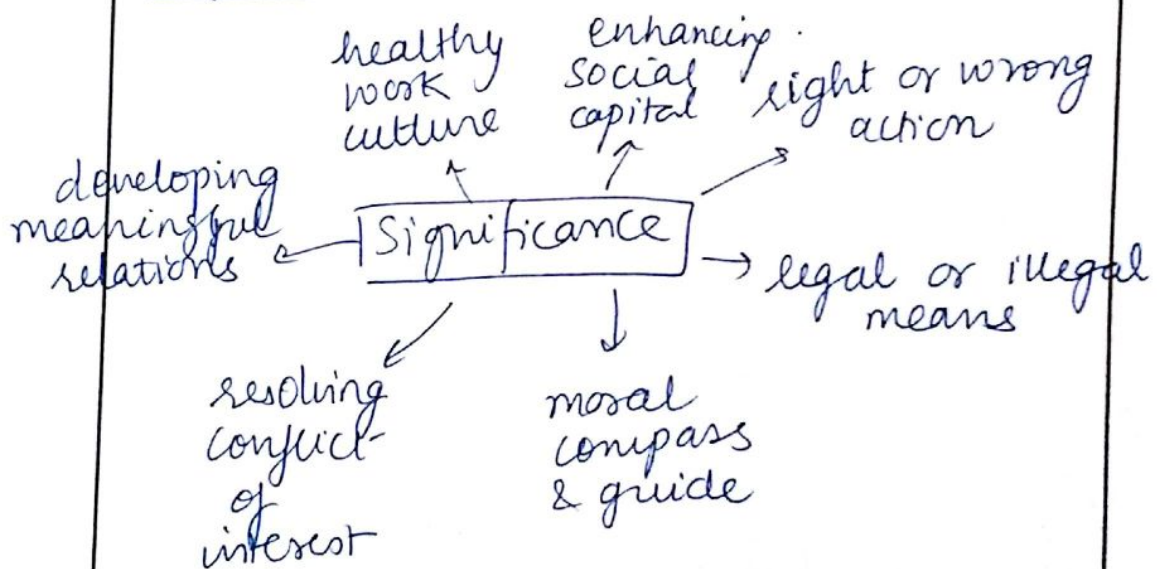 healthy
work
culture
enhancing
social
capital
right or wrong
action
developing
meaningful
relations
Significance
legal or illegal
means
resolving
conflict
of
interest
moral
compass
& guide